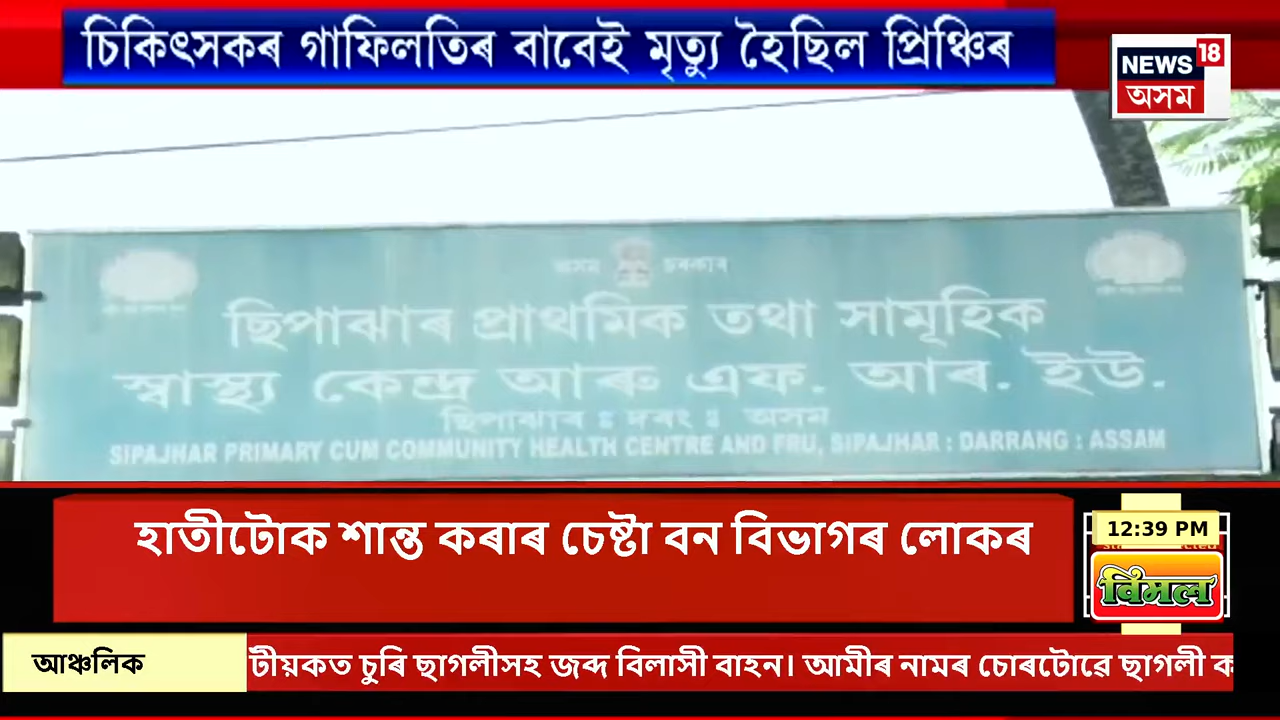 চিকিৎসকৰ গাফিলতিৰ বাবেই মৃত্যু হৈছিল প্ৰিঞ্চিৰ
NEWS 18
অসম
অসম চৰকাৰ
ছিপাঝাৰ প্ৰাথমিক তথা সামূহিক
স্বাস্থ্য কেন্দ্ৰ আৰু এফ. আৰ. ইউ.
ছিপাঝাৰ : দৰং : অসম
SIPAJHAR PRIMARY CUM COMMUNITY HEALTH CENTRE AND FRU, SIPAJHAR : DARRANG : ASSAM
হাতীটোক শান্ত কৰাৰ চেষ্টা বন বিভাগৰ লোকৰ
12:39 PM
বিমল
আঞ্চলিক
টীয়কত চুৰি ছাগলীসহ জব্দ বিলাসী বাহন। আমীৰ নামৰ চোৰটোৱে ছাগলী ক